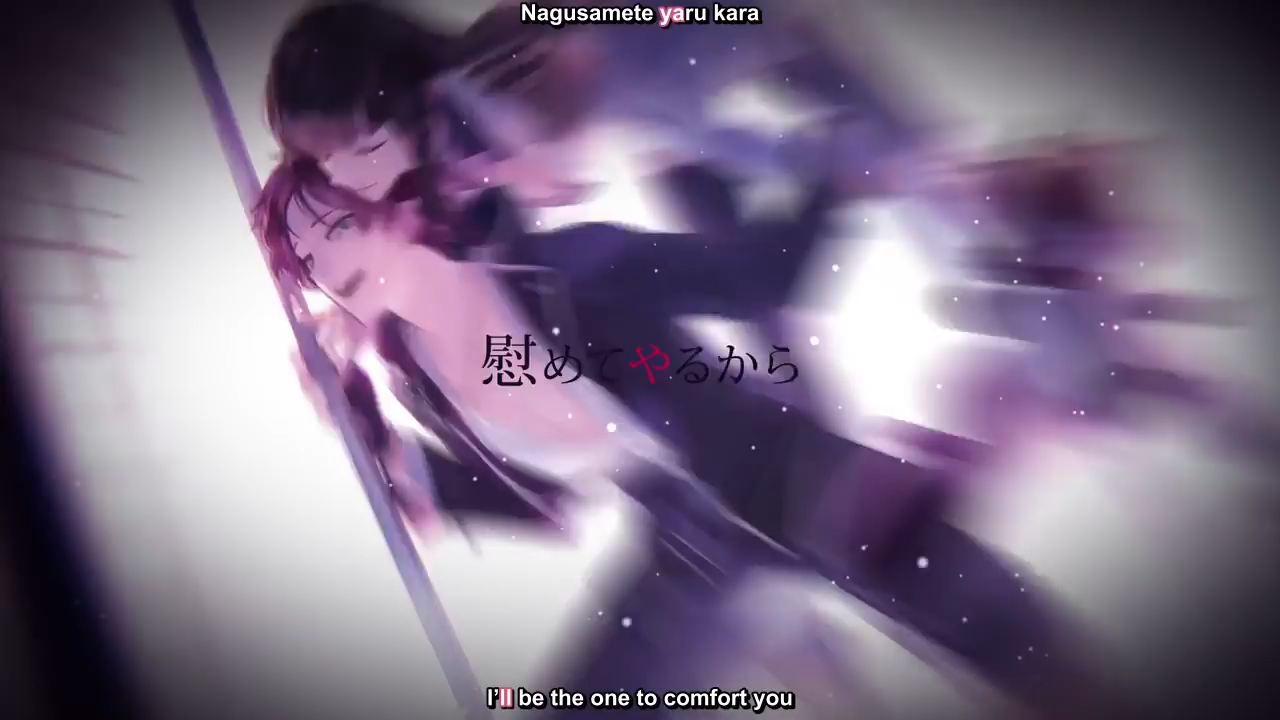 Nagusamete yaru kara
慰めてやるから
I'll be the one to comfort you